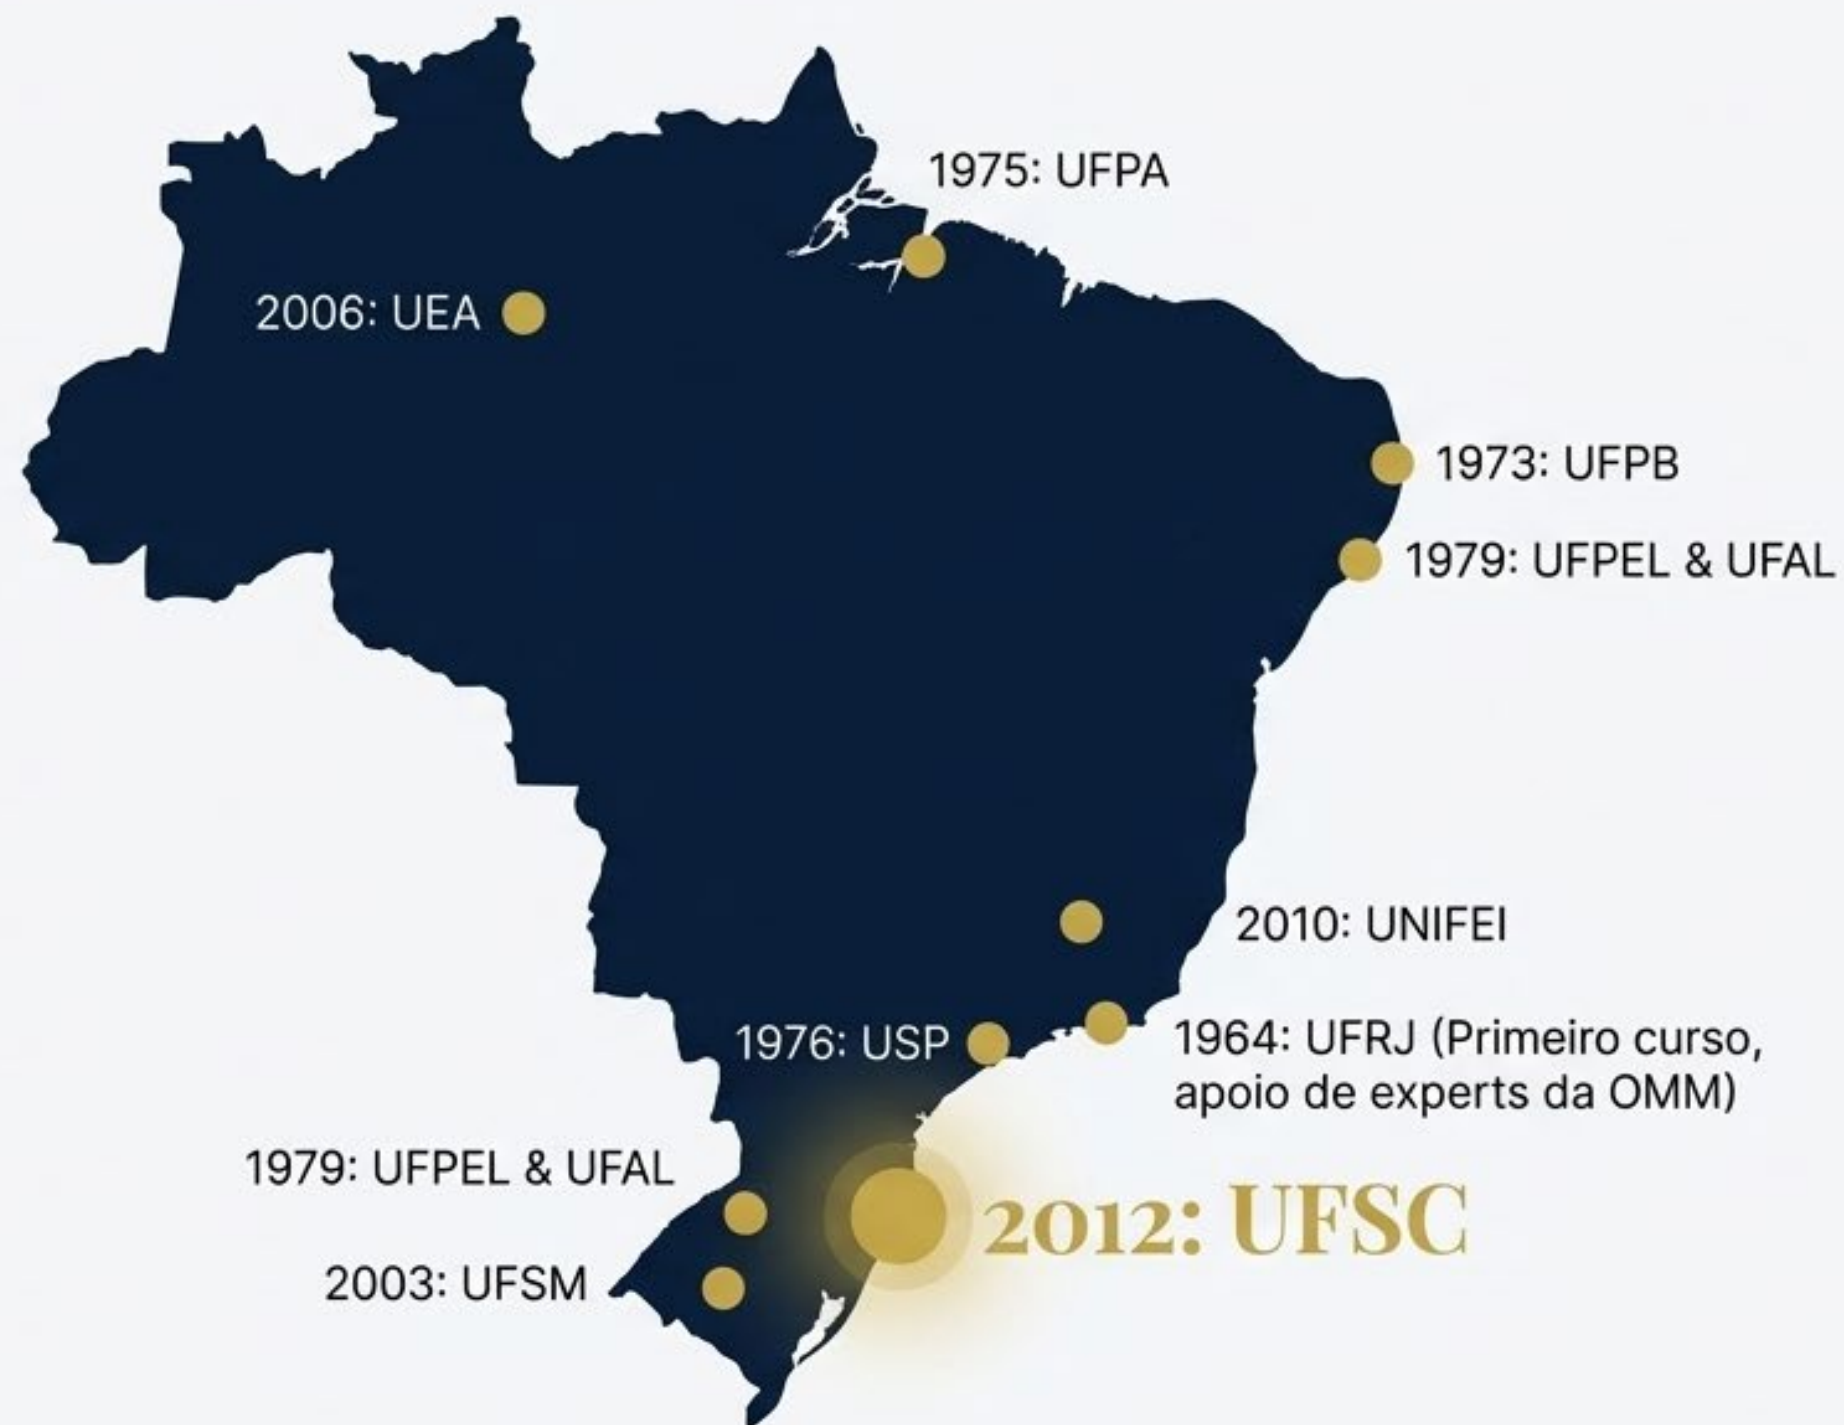 1975: UFPA
2006: UEA
1973: UFPB
1979: UFPEL & UFAL
2010: UNIFEI
1976: USP
1964: UFRJ (Primeiro curso,
apoio de experts da OMM)
1979: UFPEL & UFAL
2012: UFSC
2003: UFSM